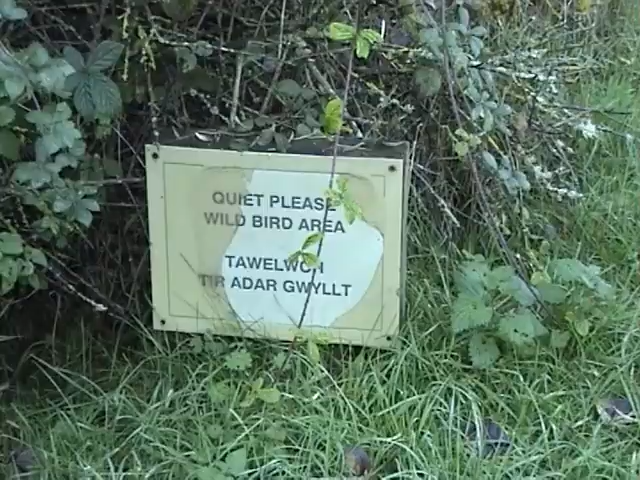 QUIET PLEASE
WILD BIRD AREA
TAWELWCH
TIR ADAR GWYLLT